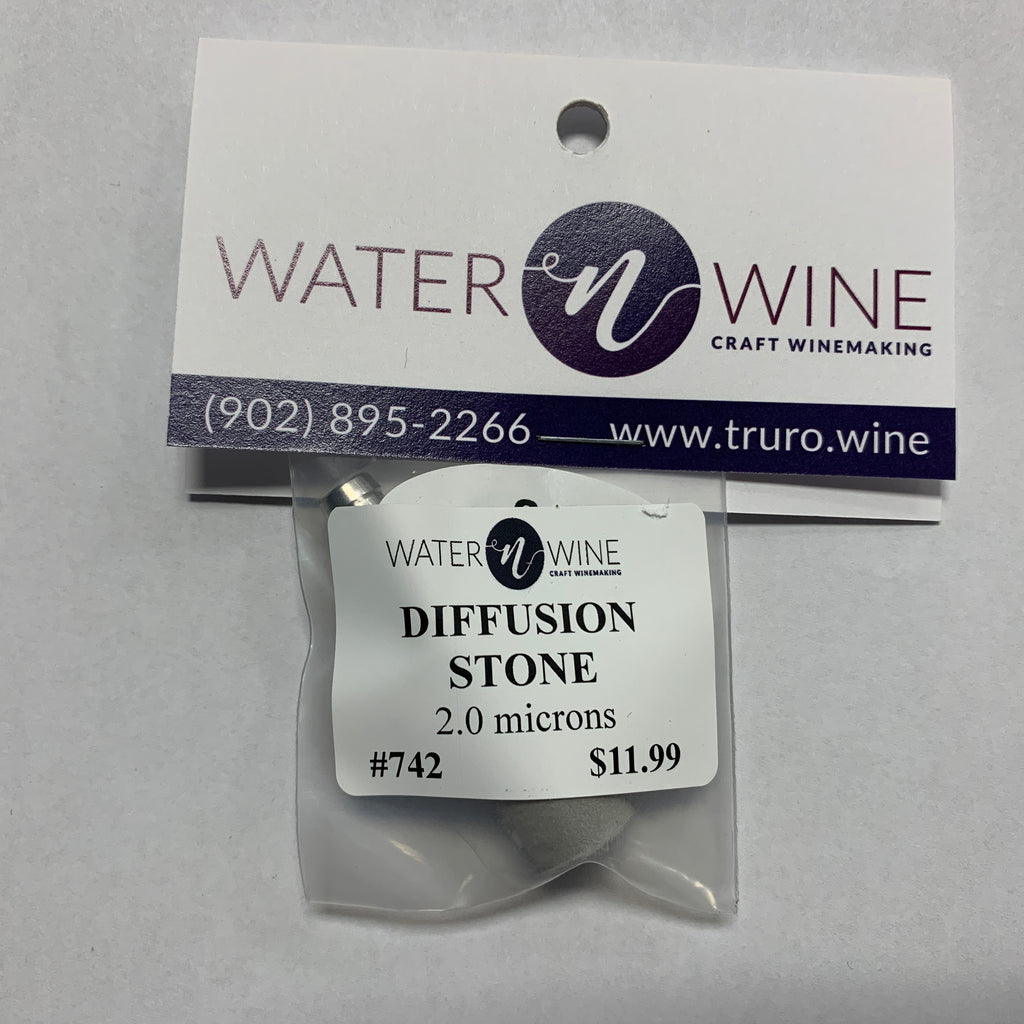 WATER n WINE
CRAFT WINEMAKING
(902) 895-2266 www.truro.wine
WATER n WINE
CRAFT WINEMAKING
DIFFUSION
STONE
2.0 microns
#742 $11.99